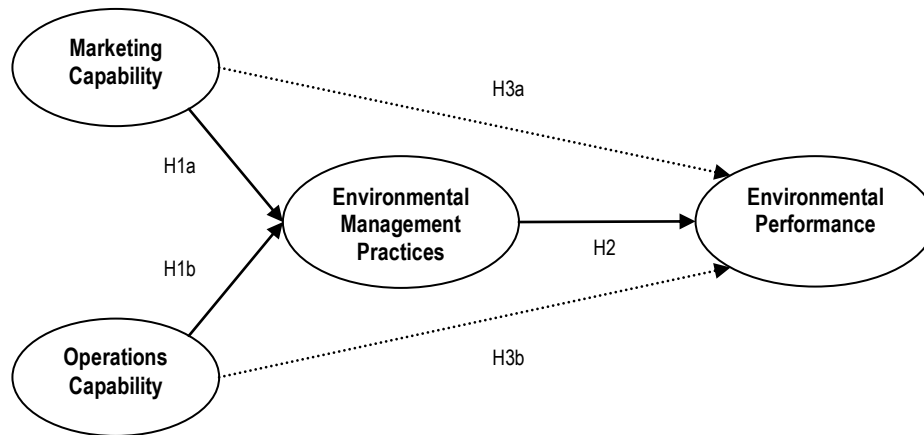 Marketing
Capability
H3a
H1a
Environmental
Management
Practices
Environmental
Performance
H2
H1b
Operations
Capability
H3b